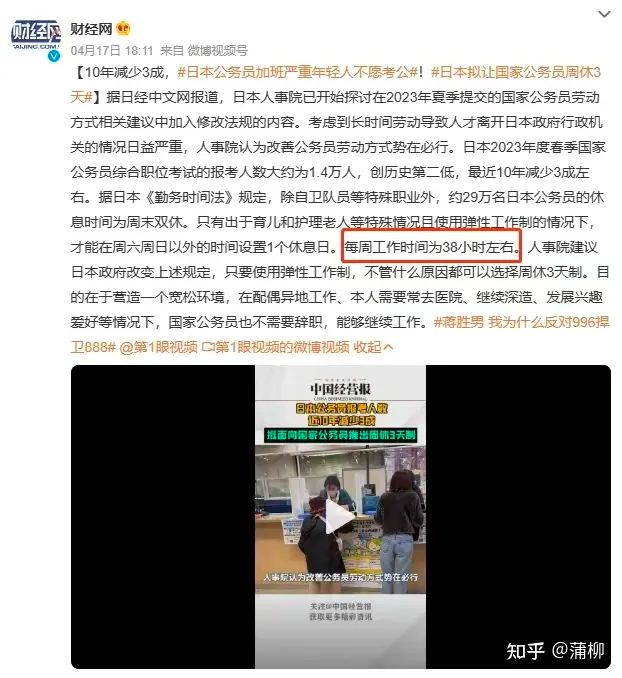 财经网
AIJING.COM
财经网
04月17日 18:11 来自 微博视频号
【10年减少3成，#日本公务员加班严重年轻人不愿考公#！#日本拟让国家公务员周休3
天#】据日经中文网报道，日本人事院已开始探讨在2023年夏季提交的国家公务员劳动
方式相关建议中加入修改法规的内容。考虑到长时间劳动导致人才离开日本政府行政机
关的情况日益严重，人事院认为改善公务员劳动方式势在必行。日本2023年度春季国家
公务员综合职位考试的报考人数大约为1.4万人，创历史第二低，最近10年减少3成左
右。据日本《勤务时间法》规定，除自卫队员等特殊职业外，约29万名日本公务员的休
息时间为周末双休。只有出于育儿和护理老人等特殊情况且使用弹性工作制的情况下，
才能在周六周日以外的时间设置1个休息日。每周工作时间为38小时左右。人事院建议
日本政府改变上述规定，只要使用弹性工作制，不管什么原因都可以选择周休3天制。目
的在于营造一个宽松环境，在配偶异地工作、本人需要常去医院、继续深造、发展兴趣
爱好等情况下，国家公务员也不需要辞职，能够继续工作。#蒋胜男 我为什么反对996捍
卫888# @第1眼视频 第1眼视频的微博视频 收起
中国经营报
CHINA BUSINESS JOURNAL
日本公务员报考人数
近10年减少3成
拟面向国家公务员推出周休3天制
人事院认为改善公务员劳动方式势在必行
关注@中国经营报
获取更多精彩资讯
知乎 @蒲柳